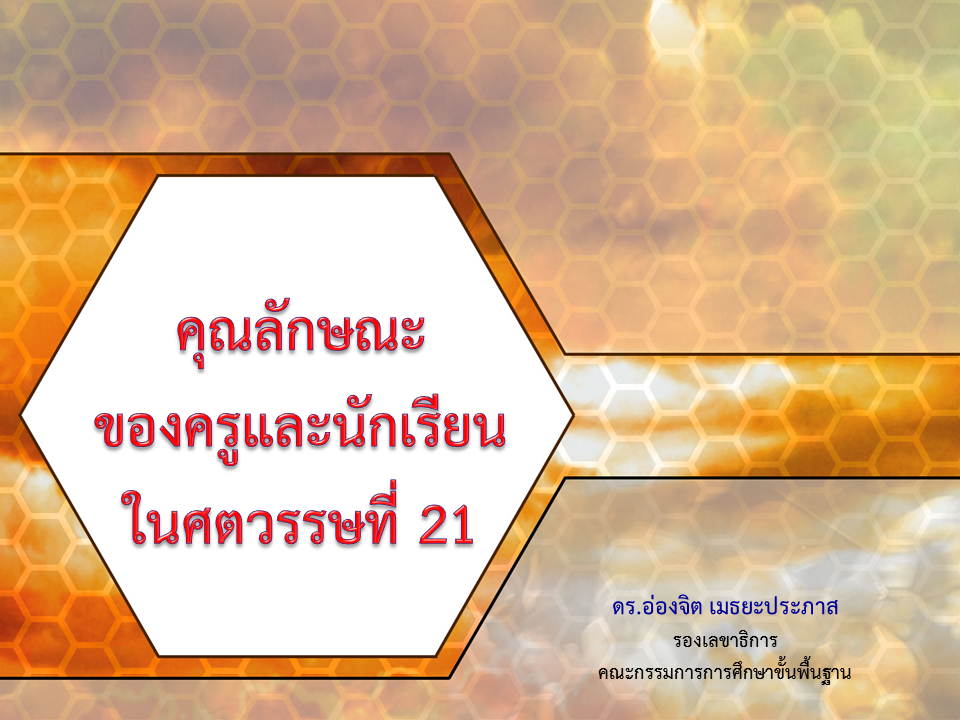 คุณลักษณะ
ของครูและนักเรียน
ในศตวรรษที่ 21
ดร.อ่องจิต เมธยะประภาส
รองเลขาธิการ
คณะกรรมการการศึกษาขั้นพื้นฐาน